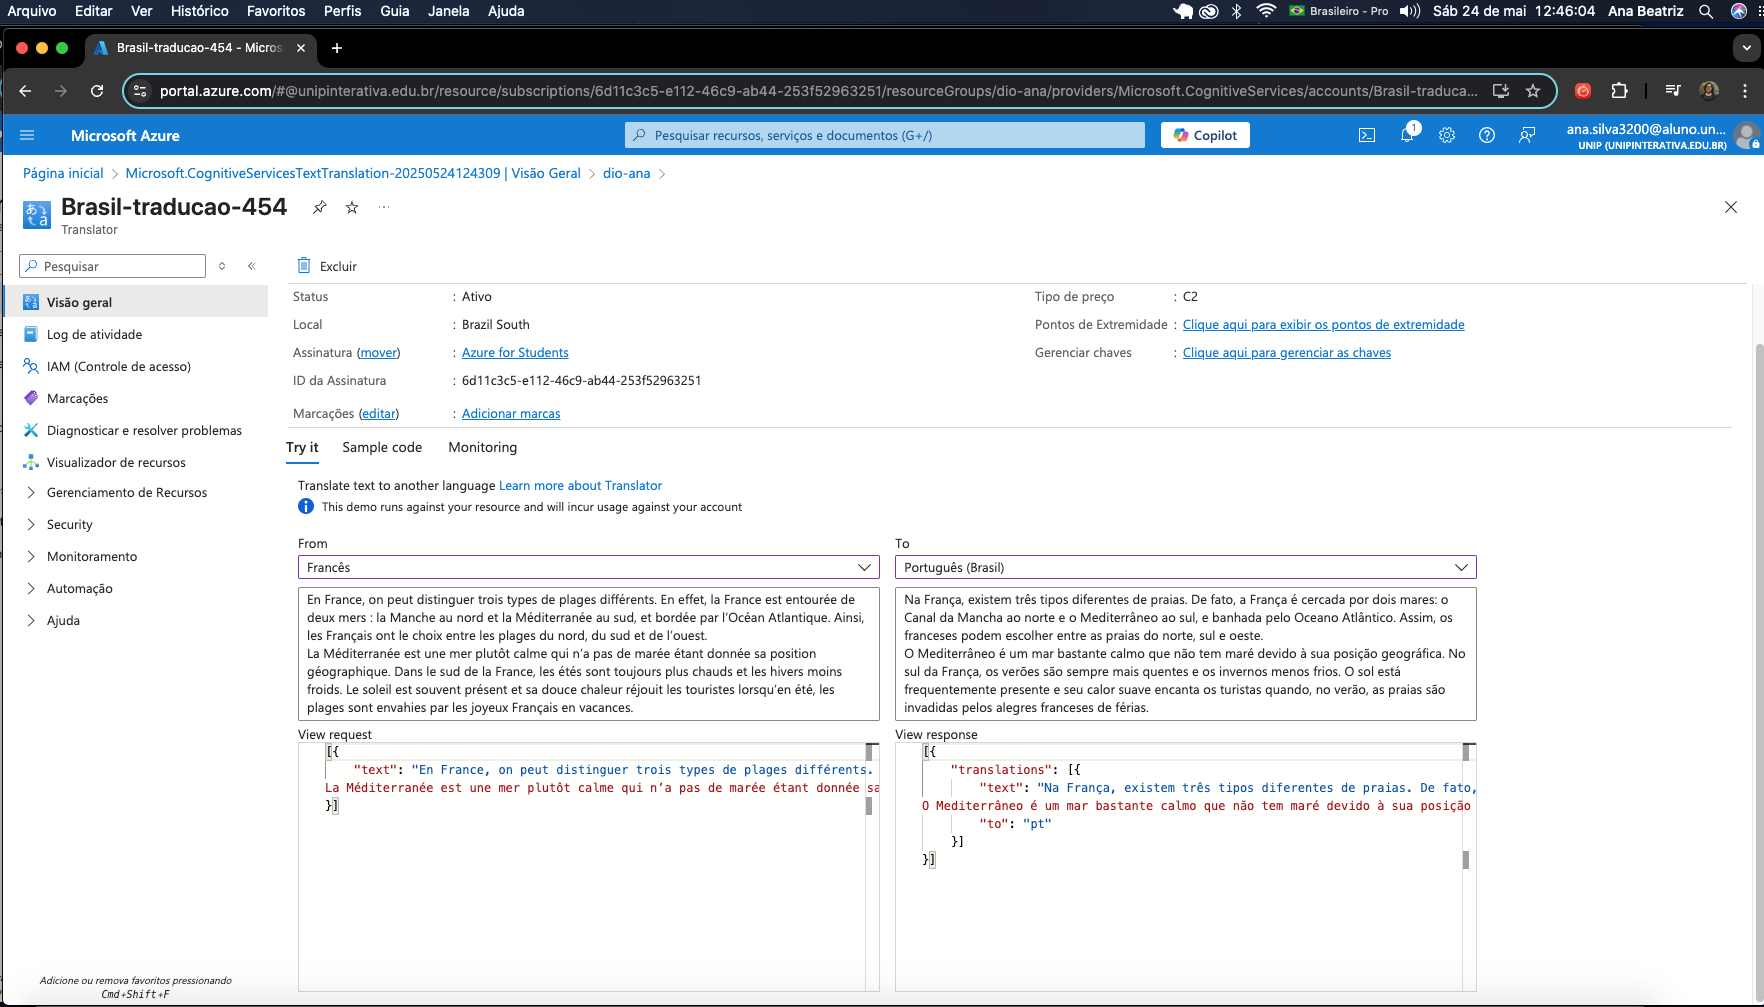 Arquivo Editar Ver Histórico Favoritos Perfis Guia Janela Ajuda Brasileiro - Pro Sáb 24 de mai 12:46:04 Ana Beatriz
Brasil-traducao-454 - Micros
portal.azure.com/#@unipinterativa.edu.br/resource/subscriptions/6d11c3c5-e112-46c9-ab44-253f52963251/resourceGroups/dio-ana/providers/Microsoft.CognitiveServices/accounts/Brasil-traduca...
Microsoft Azure
Pesquisar recursos, serviços e documentos (G+/)
Copilot
1
ana.silva3200@aluno.un...
UNIP (UNIPINTERATIVA.EDU.BR)
Página inicial > Microsoft.CognitiveServicesTextTranslation-20250524124309 | Visão Geral > dio-ana >
Brasil-traducao-454
Translator
Pesquisar
Visão geral
Log de atividade
IAM (Controle de acesso)
Marcações
Diagnosticar e resolver problemas
Visualizador de recursos
Gerenciamento de Recursos
Security
Monitoramento
Automação
Ajuda
Adicione ou remova favoritos pressionando
Cmd+Shift+F
Excluir
Status : Ativo
Local : Brazil South
Assinatura (mover) : Azure for Students
ID da Assinatura : 6d11c3c5-e112-46c9-ab44-253f52963251
Marcações (editar) : Adicionar marcas
Tipo de preço : C2
Pontos de Extremidade : Clique aqui para exibir os pontos de extremidade
Gerenciar chaves : Clique aqui para gerenciar as chaves
Try it Sample code Monitoring
Translate text to another language Learn more about Translator
This demo runs against your resource and will incur usage against your account
From
Francês
En France, on peut distinguer trois types de plages différents. En effet, la France est entourée de
deux mers : la Manche au nord et la Méditerranée au sud, et bordée par l’Océan Atlantique. Ainsi,
les Français ont le choix entre les plages du nord, du sud et de l’ouest.
La Méditerranée est une mer plutôt calme qui n’a pas de marée étant donnée sa position
géographique. Dans le sud de la France, les étés sont toujours plus chauds et les hivers moins
froids. Le soleil est souvent présent et sa douce chaleur réjouit les touristes lorsqu’en été, les
plages sont envahies par les joyeux Français en vacances.
To
Português (Brasil)
Na França, existem três tipos diferentes de praias. De fato, a França é cercada por dois mares: o
Canal da Mancha ao norte e o Mediterrâneo ao sul, e banhada pelo Oceano Atlântico. Assim, os
franceses podem escolher entre as praias do norte, sul e oeste.
O Mediterrâneo é um mar bastante calmo que não tem maré devido à sua posição geográfica. No
sul da França, os verões são sempre mais quentes e os invernos menos frios. O sol está
frequentemente presente e seu calor suave encanta os turistas quando, no verão, as praias são
invadidas pelos alegres franceses de férias.
View request
[{
"text": "En France, on peut distinguer trois types de plages différents.
La Méditerranée est une mer plutôt calme qui n’a pas de marée étant donnée sa
}]
View response
[{
"translations": [{
"text": "Na França, existem três tipos diferentes de praias. De fato,
O Mediterrâneo é um mar bastante calmo que não tem maré devido à sua posição
"to": "pt"
}]
}]